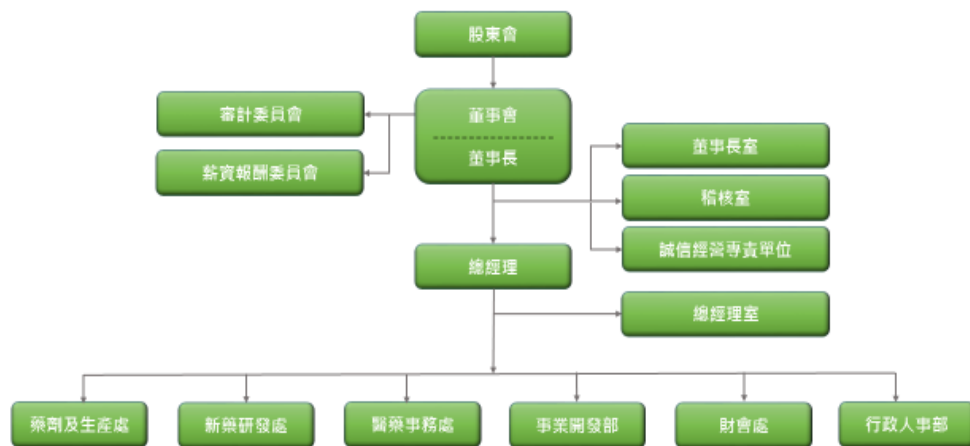 股東會
董事會
董事長
審計委員會
薪資報酬委員會
董事長室
稽核室
誠信經營專責單位
總經理
總經理室
藥劑及生產處
新藥研發處
醫藥事務處
事業開發部
財會處
行政人事部